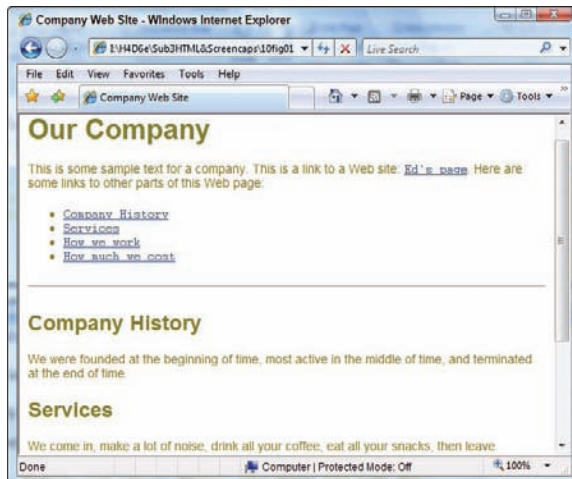 Company Web Site - Windows Internet Explorer
1\H4D6e\Sub3HTML&Screencaps\10fig01
Live Search
File Edit View Favorites Tools Help
Company Web Site
Page Tools
Our Company
This is some sample text for a company. This is a link to a Web site: Ed's page. Here are
some links to other parts of this Web page:
Company History
Services
How we work
How much we cost
Company History
We were founded at the beginning of time, most active in the middle of time, and terminated
at the end of time.
Services
We come in, make a lot of noise, drink all your coffee, eat all your snacks, then leave.
Done
Computer | Protected Mode: Off
100%